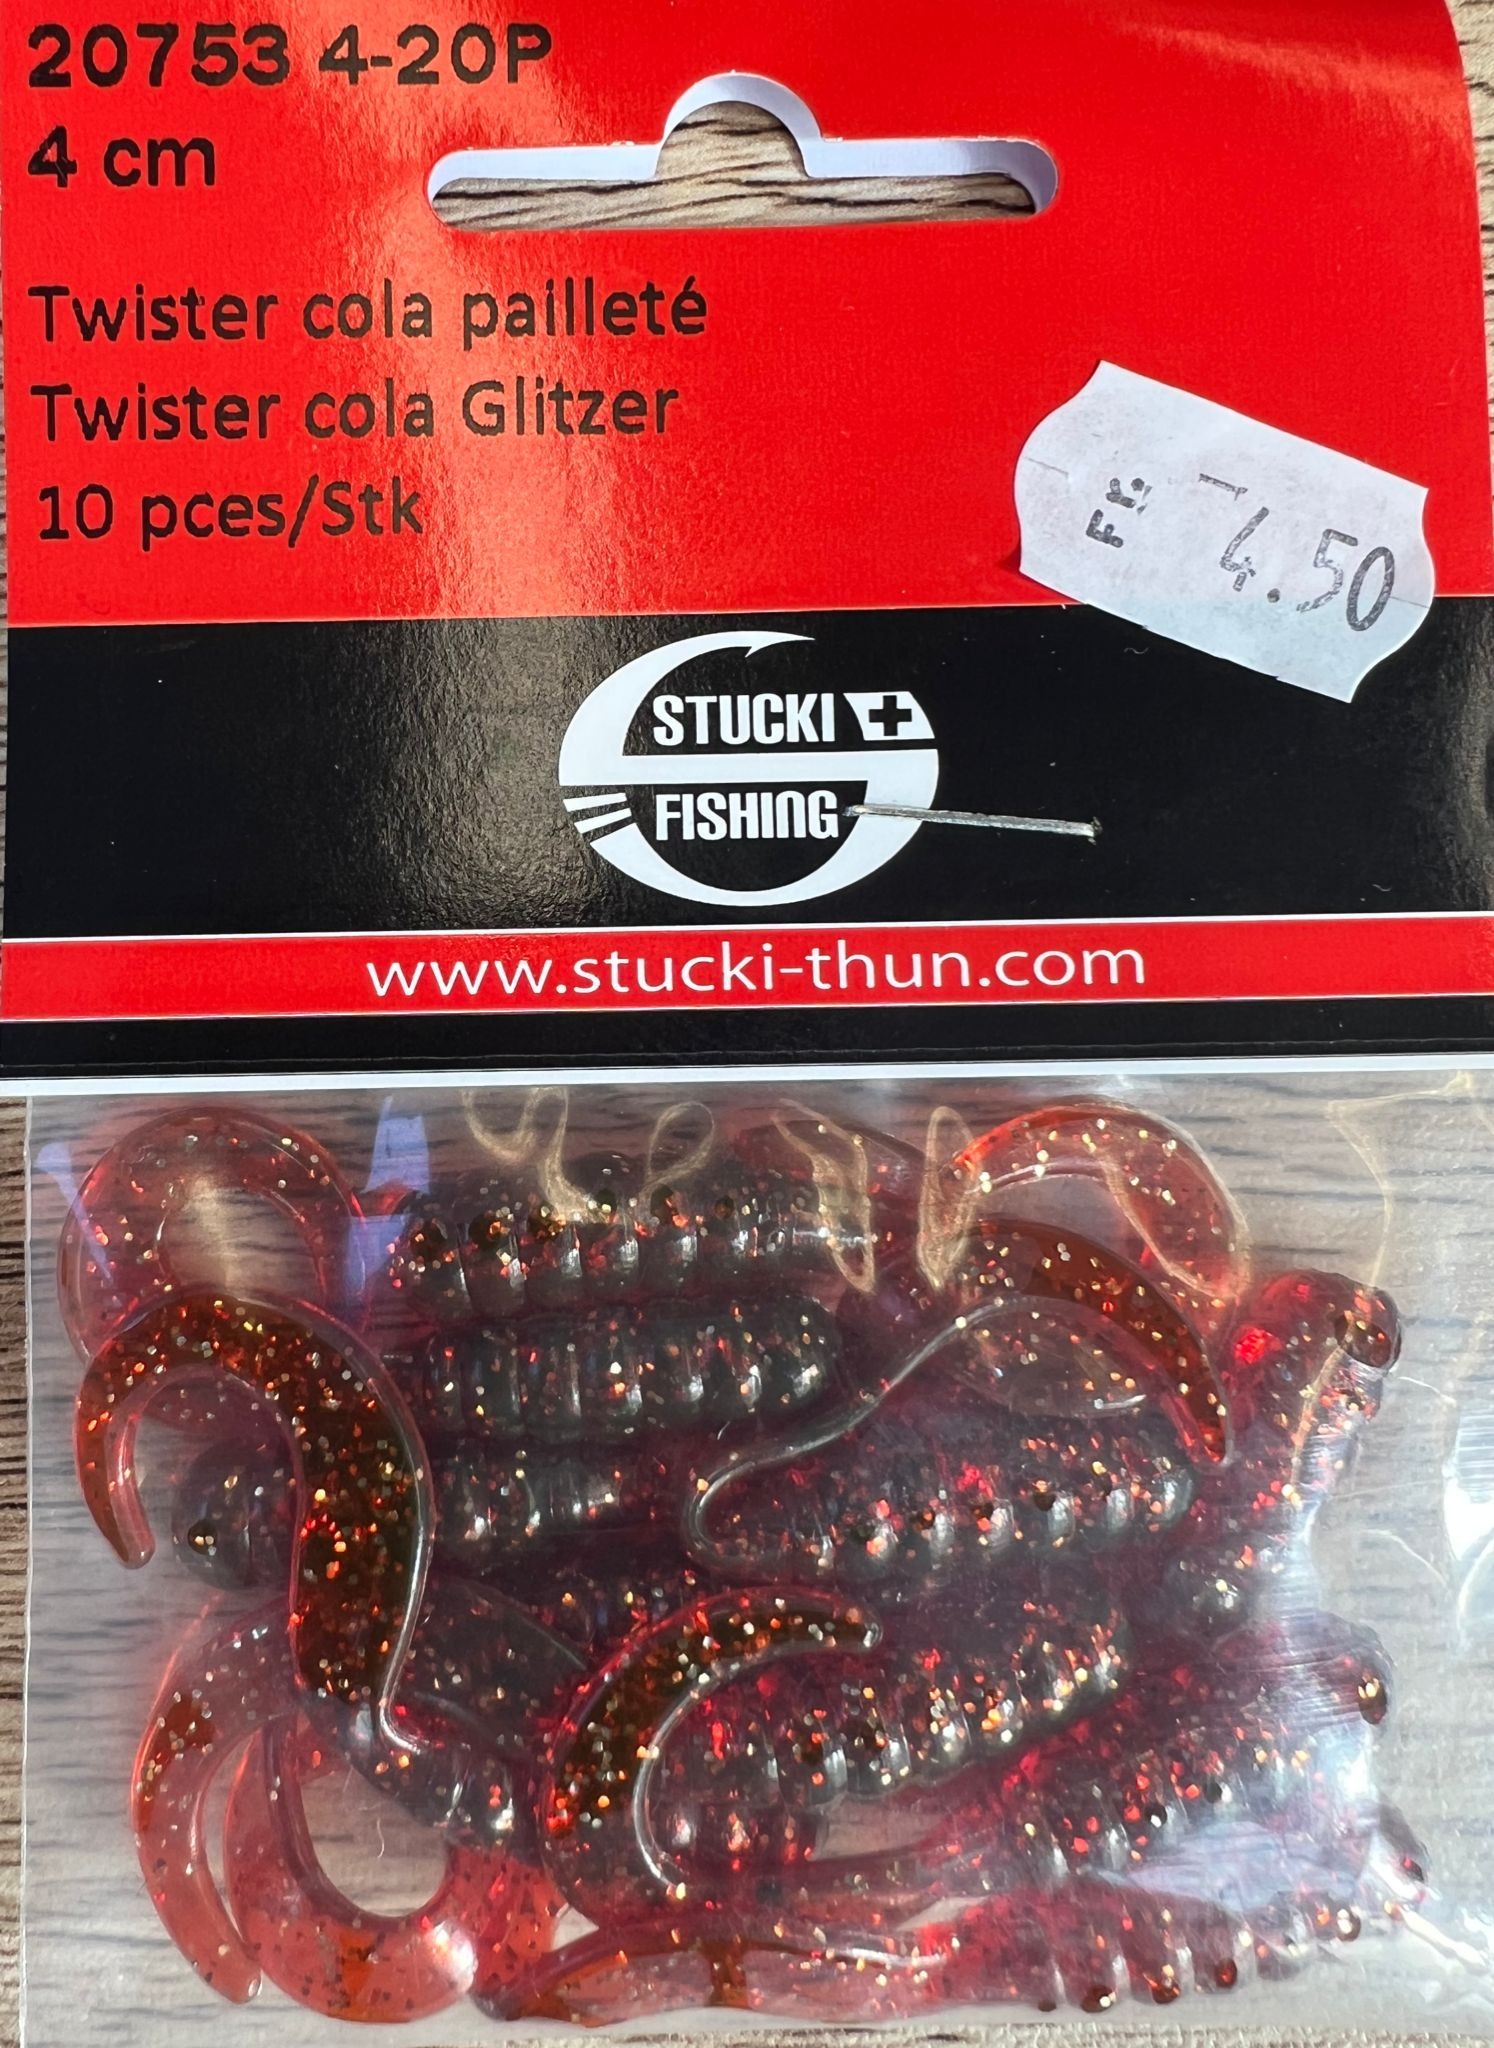 20753 4-20P
4 cm
Twister cola pailleté
Twister cola Glitzer
10 pces/Stk
Fr. 4.50
STUCKI
FISHING
www.stucki-thun.com